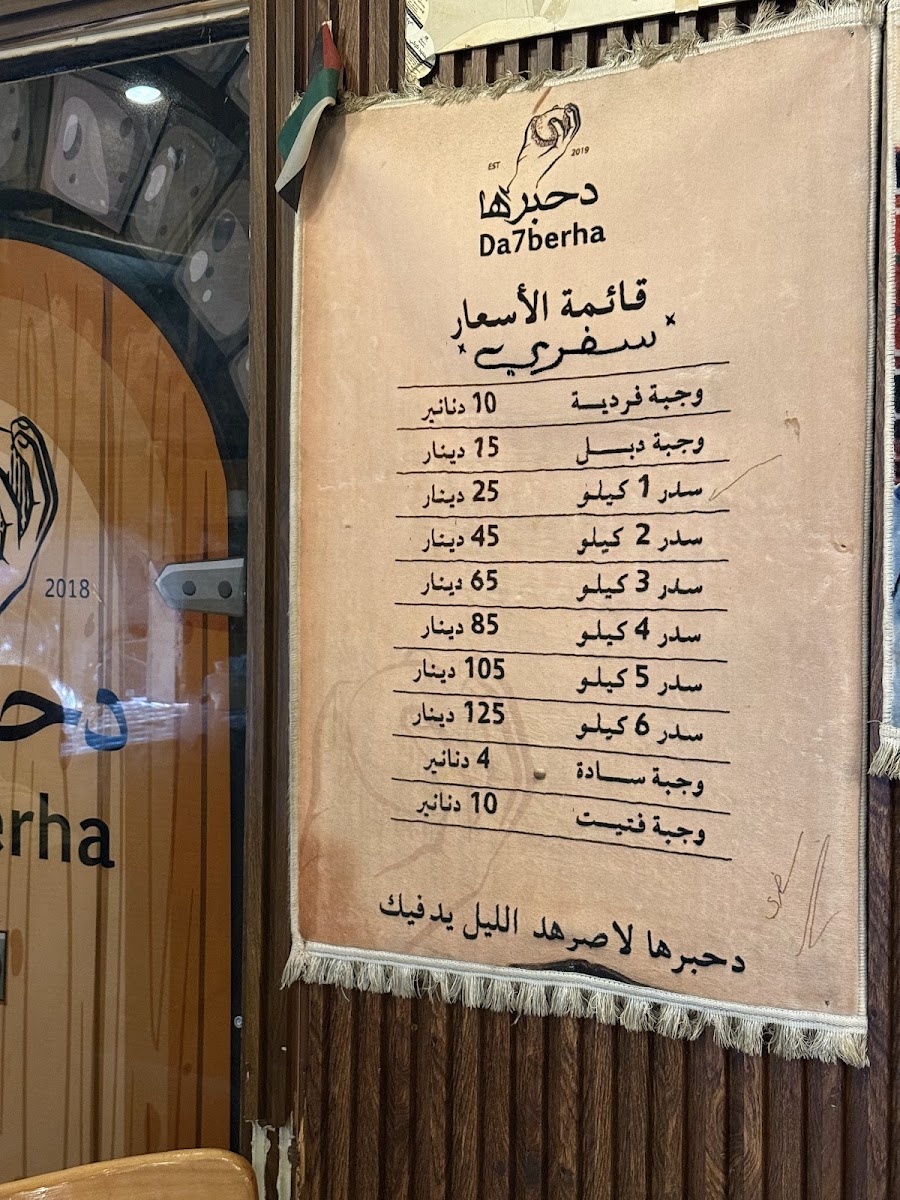 EST 2019
دحبرها
Da7berha
قائمة الأسعار
سفري
وجبة فردية 10 دنانير
وجبة دبل 15 دينار
سدر 1 كيلو 25 دينار
سدر 2 كيلو 45 دينار
سدر 3 كيلو 65 دينار
سدر 4 كيلو 85 دينار
سدر 5 كيلو 105 دينار
سدر 6 كيلو 125 دينار
وجبة سادة 4 دنانير
وجبة فتيت 10 دنانير
دحبرها لاصرهد الليل يدفيك
2018
دحـ
erha